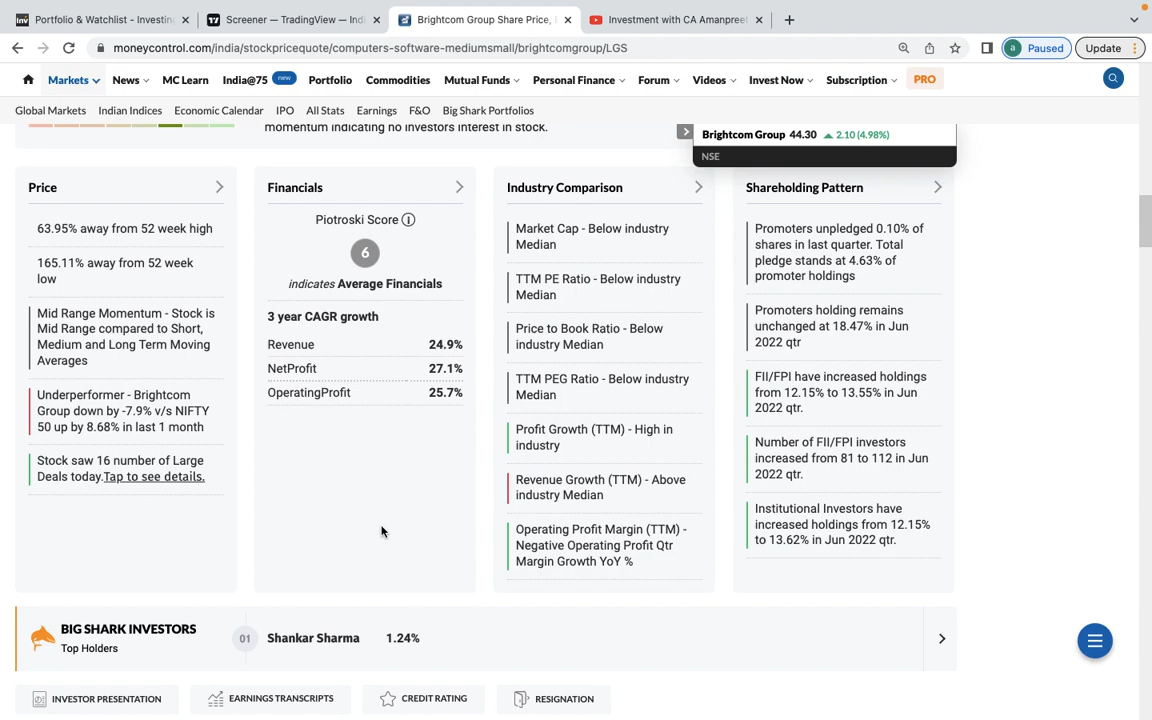 Portfolio & Watchlist - Investing
Screener — TradingView — Indi
Brightcom Group Share Price,
Investment with CA Amanpreet
moneycontrol.com/india/stockpricequote/computers-software-mediumsmall/brightcomgroup/LGS
a Paused
Update
Markets
News
MC Learn
India@75
new
Portfolio
Commodities
Mutual Funds
Personal Finance
Forum
Videos
Invest Now
Subscription
PRO
Global Markets
Indian Indices
Economic Calendar
IPO
All Stats
Earnings
F&O
Big Shark Portfolios
momentum indicating no investors interest in stock.
Brightcom Group 44.30 2.10 (4.98%)
NSE
Price
63.95% away from 52 week high
165.11% away from 52 week
low
Mid Range Momentum - Stock is
Mid Range compared to Short,
Medium and Long Term Moving
Averages
Underperformer - Brightcom
Group down by -7.9% v/s NIFTY
50 up by 8.68% in last 1 month
Stock saw 16 number of Large
Deals today.Tap to see details.
Financials
Piotroski Score
6
indicates Average Financials
3 year CAGR growth
Revenue 24.9%
NetProfit 27.1%
OperatingProfit 25.7%
Industry Comparison
Market Cap - Below industry
Median
TTM PE Ratio - Below industry
Median
Price to Book Ratio - Below
industry Median
TTM PEG Ratio - Below industry
Median
Profit Growth (TTM) - High in
industry
Revenue Growth (TTM) - Above
industry Median
Operating Profit Margin (TTM) -
Negative Operating Profit Qtr
Margin Growth YoY %
Shareholding Pattern
Promoters unpledged 0.10% of
shares in last quarter. Total
pledge stands at 4.63% of
promoter holdings
Promoters holding remains
unchanged at 18.47% in Jun
2022 qtr
FII/FPI have increased holdings
from 12.15% to 13.55% in Jun
2022 qtr.
Number of FII/FPI investors
increased from 81 to 112 in Jun
2022 qtr.
Institutional Investors have
increased holdings from 12.15%
to 13.62% in Jun 2022 qtr.
BIG SHARK INVESTORS
Top Holders
01 Shankar Sharma 1.24%
INVESTOR PRESENTATION
EARNINGS TRANSCRIPTS
CREDIT RATING
RESIGNATION